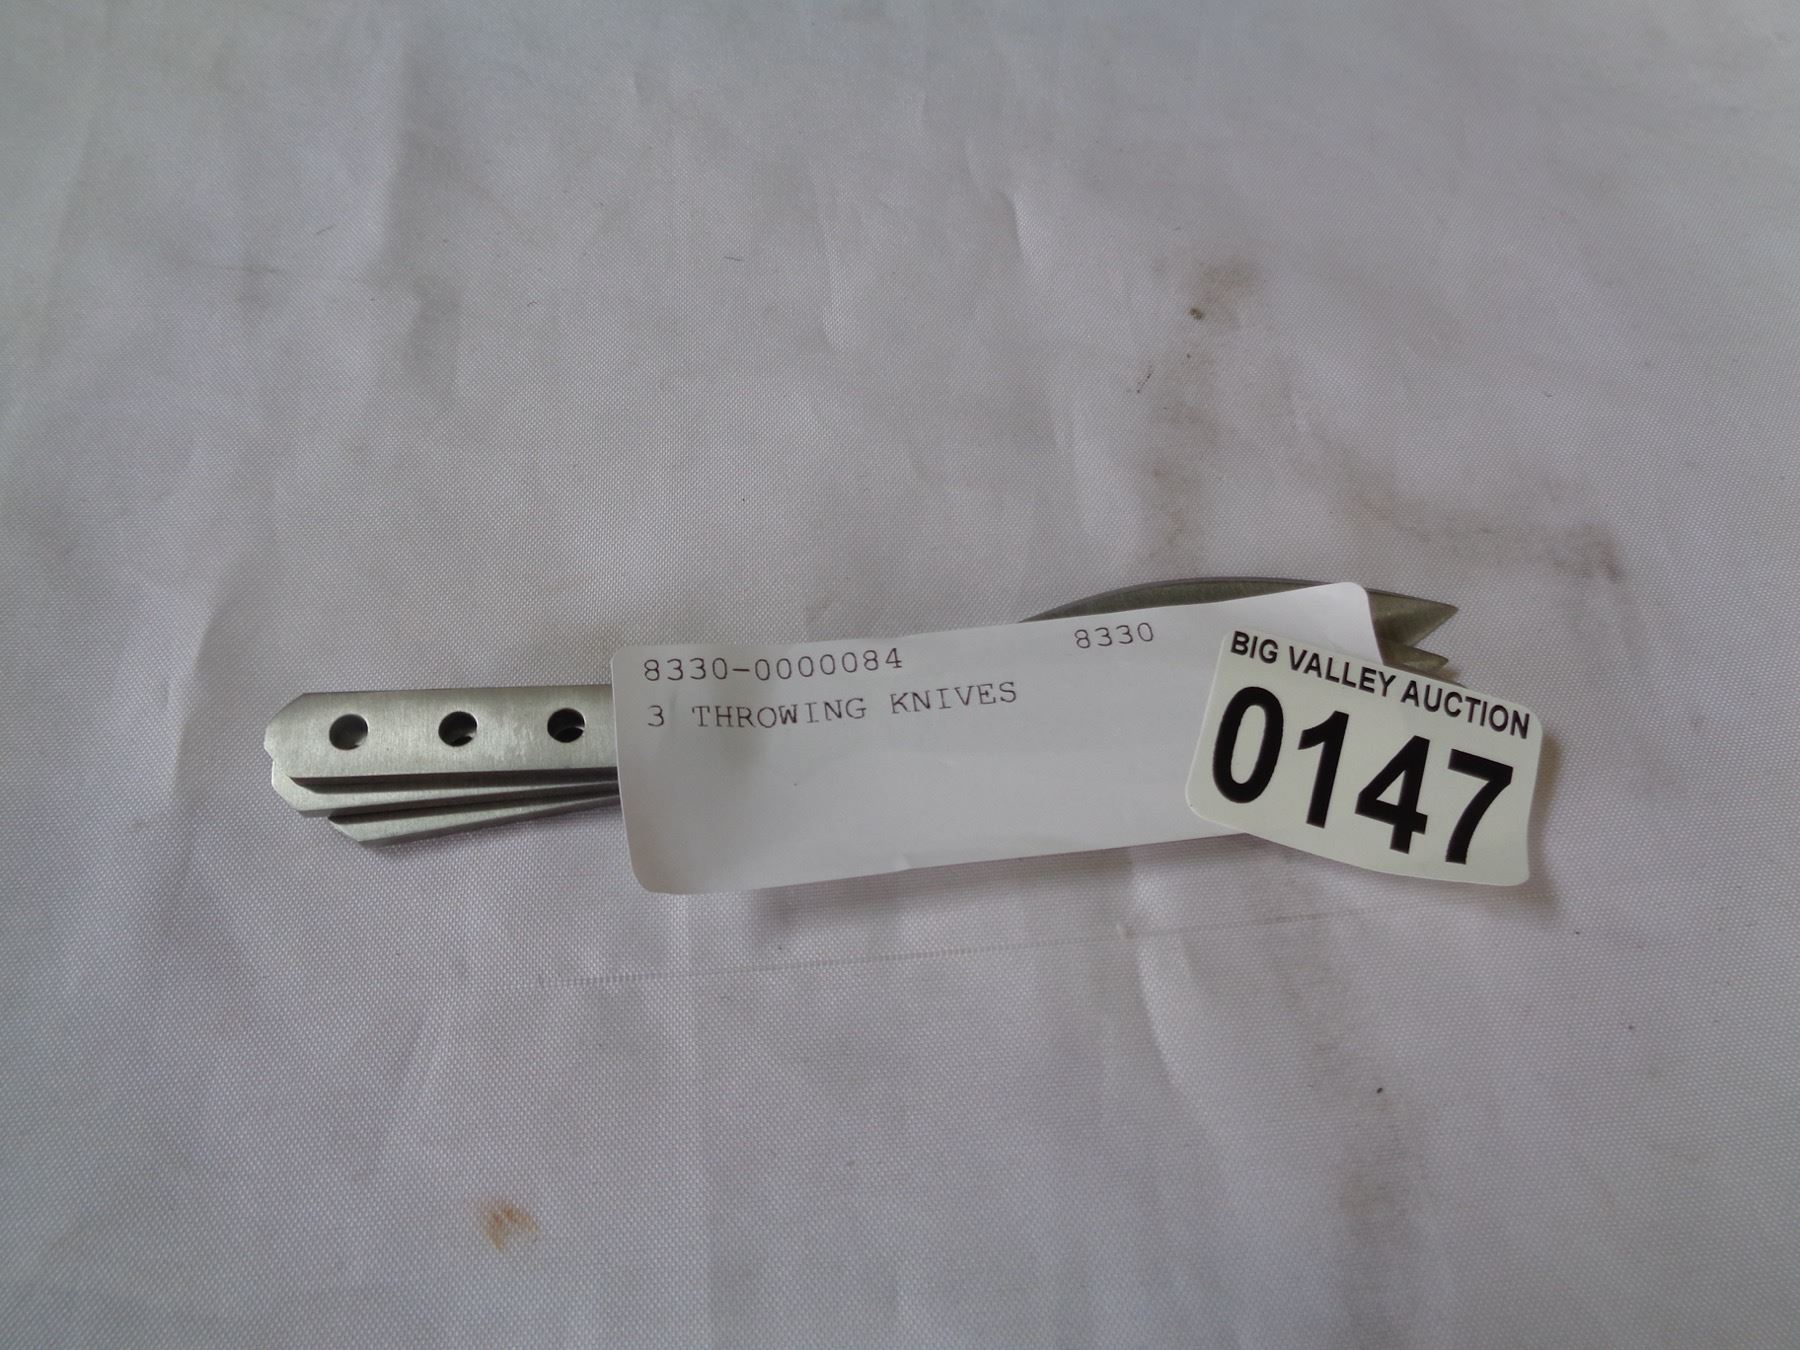 8330-0000084 8330
3 THROWING KNIVES
BIG VALLEY AUCTION
0147